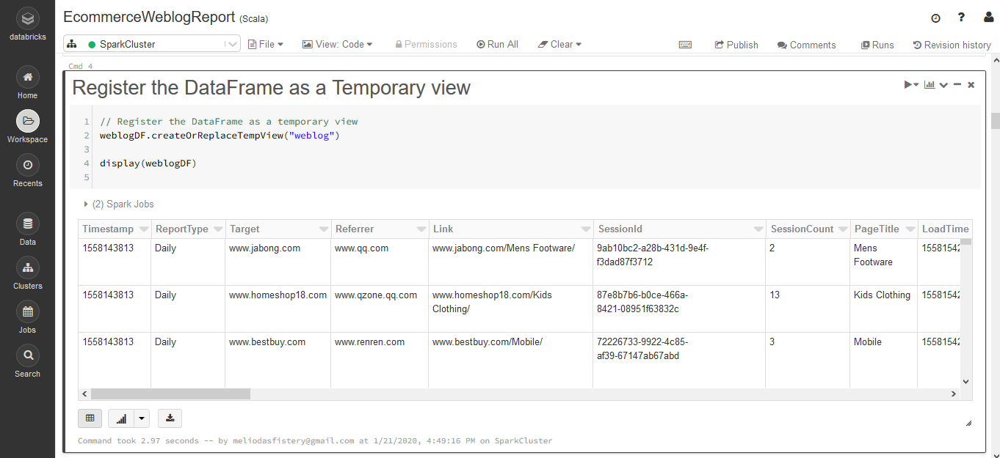 databricks
Home
Workspace
Recents
Data
Clusters
Jobs
Search
EcommerceWeblogReport (Scala)
?
SparkCluster File View: Code Permissions Run All Clear Publish Comments Runs Revision history
Cmd 4
Register the DataFrame as a Temporary view
1 // Register the DataFrame as a temporary view
2 weblogDF.createOrReplaceTempView("weblog")
3
4 display(weblogDF)
5
(2) Spark Jobs
Timestamp ReportType Target Referrer Link SessionId SessionCount PageTitle LoadTime
1558143813 Daily www.jabong.com www.qq.com www.jabong.com/Mens Footware/ 9ab10bc2-a28b-431d-9e4f- 2 Mens 15581542
f3dad87f3712 Footware
1558143813 Daily www.homeshop18.com www.qzone.qq.com www.homeshop18.com/Kids 87e8b7b6-b0ce-466a- 13 Kids Clothing 15581542
Clothing/ 8421-08951f63832c
1558143813 Daily www.bestbuy.com www.renren.com www.bestbuy.com/Mobile/ 72226733-9922-4c85- 3 Mobile 15581542
af39-67147ab67abd
Command took 2.97 seconds -- by meliodasfistery@gmail.com at 1/21/2020, 4:49:16 PM on SparkCluster